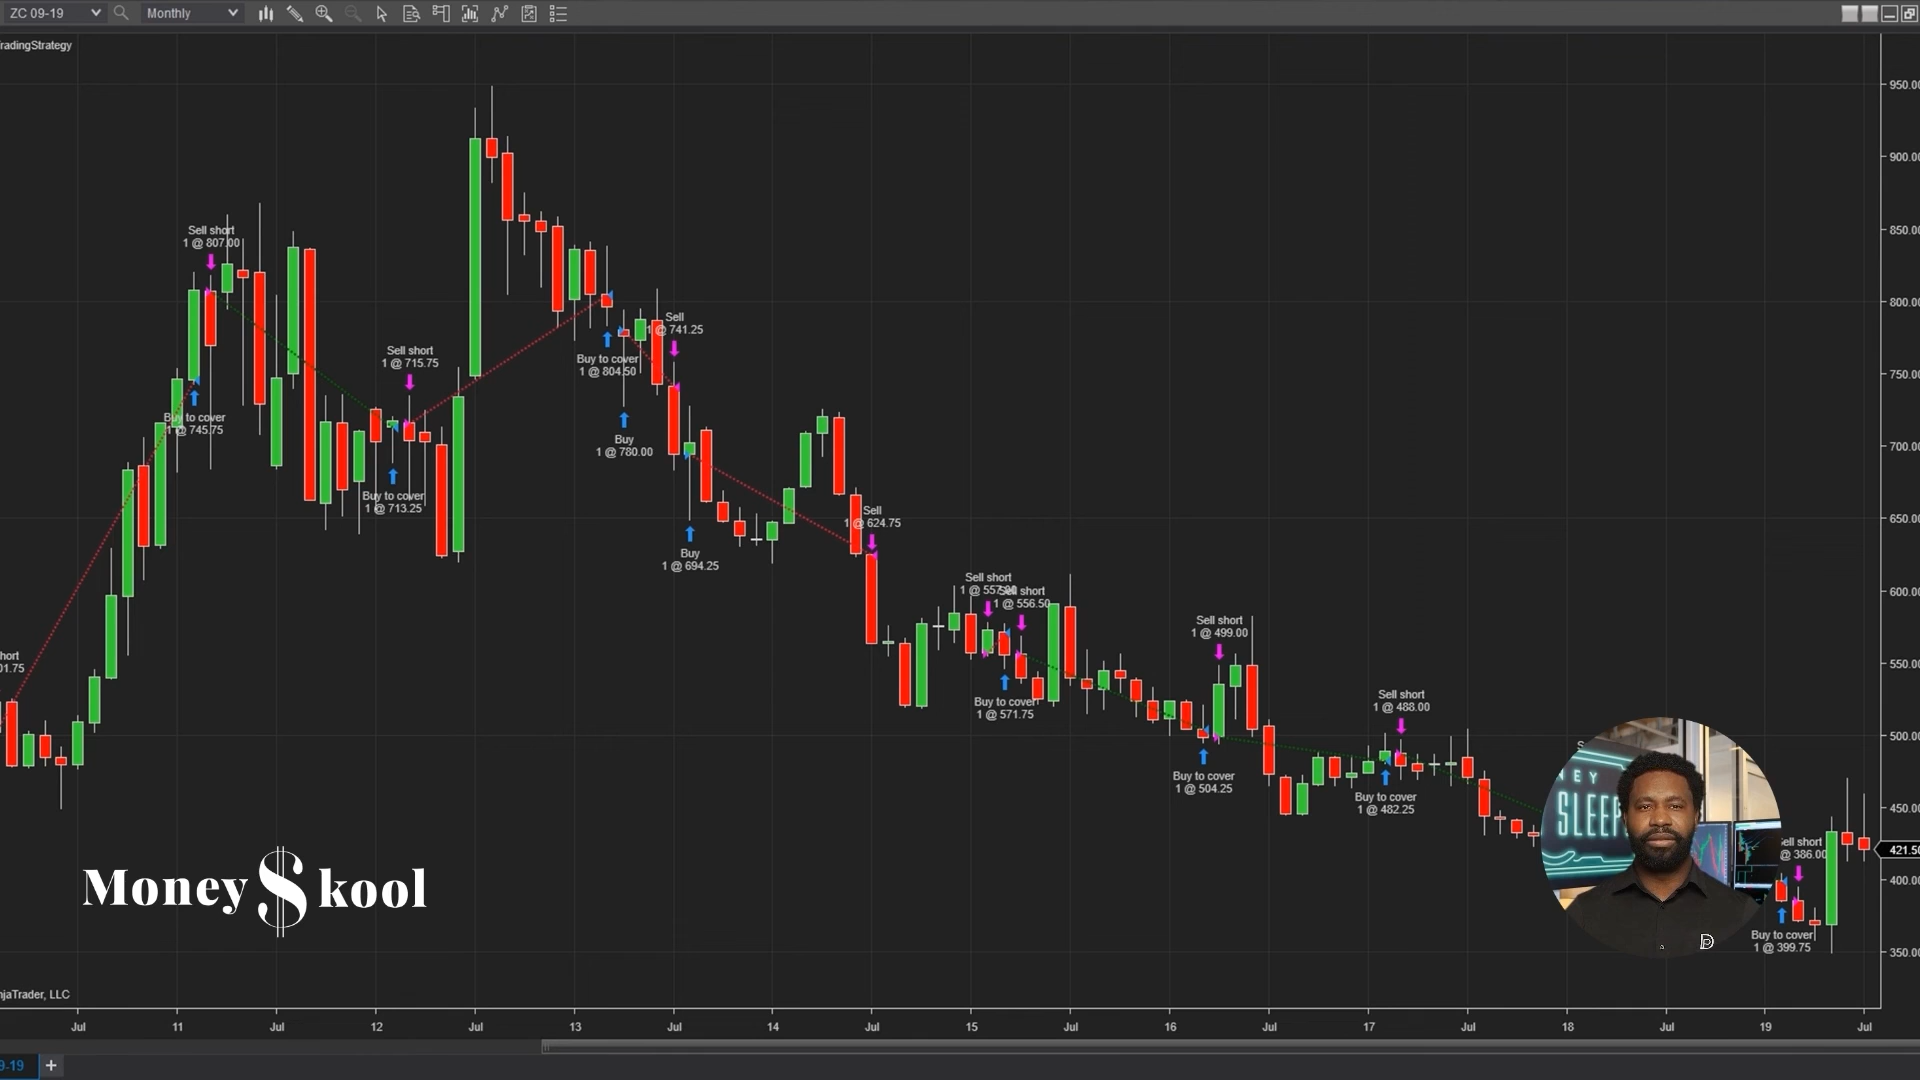 ZC 09-19
Monthly
radingStrategy
950.00
900.00
850.00
800.00
750.00
700.00
650.00
600.00
550.00
500.00
450.00
421.50
400.00
350.00
Sell short
1 @ 807.00
Buy to cover
1 @ 745.75
Sell short
1 @ 715.75
Buy to cover
1 @ 713.25
Buy to cover
1 @ 804.50
Buy
1 @ 780.00
Sell
1 @ 741.25
Buy
1 @ 694.25
Sell
1 @ 624.75
Sell short
1 @ 557.00
Sell short
1 @ 556.50
Buy to cover
1 @ 571.75
Sell short
1 @ 499.00
Buy to cover
1 @ 504.25
Sell short
1 @ 488.00
Buy to cover
1 @ 482.25
hort
01.75
S
NEY
SLEEP
ell short
@ 386.00
Buy to cover
1 @ 399.75
Money $kool
njaTrader, LLC
Jul 11 Jul 12 Jul 13 Jul 14 Jul 15 Jul 16 Jul 17 Jul 18 Jul 19 Jul
9-19 +